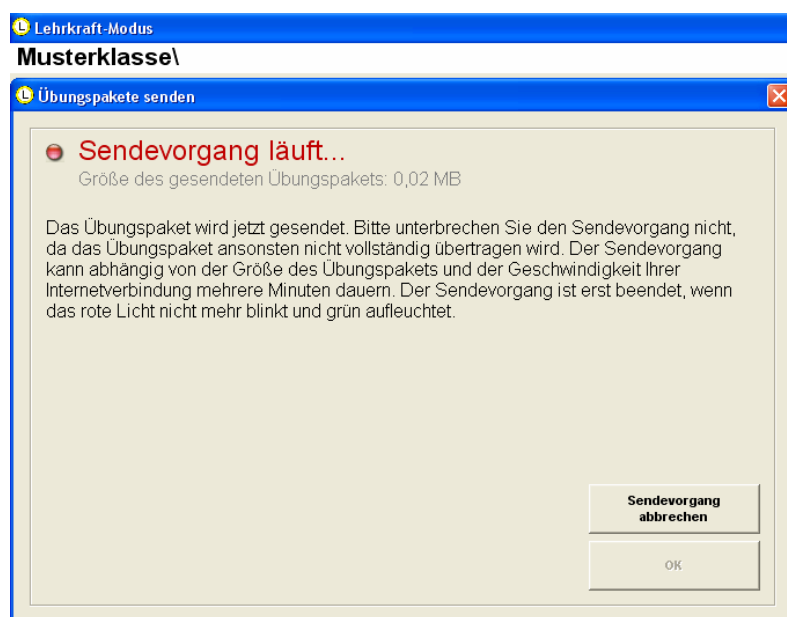 Lehrkraft-Modus
Musterklasse\
Übungspakete senden
Sendevorgang läuft...
Größe des gesendeten Übungspakets: 0,02 MB
Das Übungspaket wird jetzt gesendet. Bitte unterbrechen Sie den Sendevorgang nicht,
da das Übungspaket ansonsten nicht vollständig übertragen wird. Der Sendevorgang
kann abhängig von der Größe des Übungspakets und der Geschwindigkeit Ihrer
Internetverbindung mehrere Minuten dauern. Der Sendevorgang ist erst beendet, wenn
das rote Licht nicht mehr blinkt und grün aufleuchtet.
Sendevorgang
abbrechen
OK